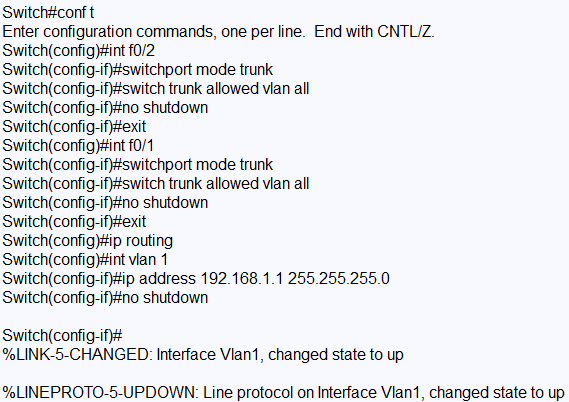 Switch#conf t
Enter configuration commands, one per line.  End with CNTL/Z.
Switch(config)#int f0/2
Switch(config-if)#switchport mode trunk
Switch(config-if)#switch trunk allowed vlan all
Switch(config-if)#no shutdown
Switch(config-if)#exit
Switch(config)#int f0/1
Switch(config-if)#switchport mode trunk
Switch(config-if)#switch trunk allowed vlan all
Switch(config-if)#no shutdown
Switch(config-if)#exit
Switch(config)#ip routing
Switch(config)#int vlan 1
Switch(config-if)#ip address 192.168.1.1 255.255.255.0
Switch(config-if)#no shutdown

Switch(config-if)#
%LINK-5-CHANGED: Interface Vlan1, changed state to up

%LINEPROTO-5-UPDOWN: Line protocol on Interface Vlan1, changed state to up